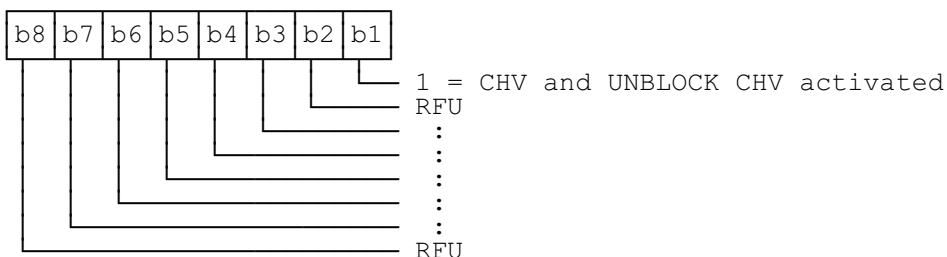 b8 b7 b6 b5 b4 b3 b2 b1
1 = CHV and UNBLOCK CHV activated
RFU
:
:
:
:
:
RFU